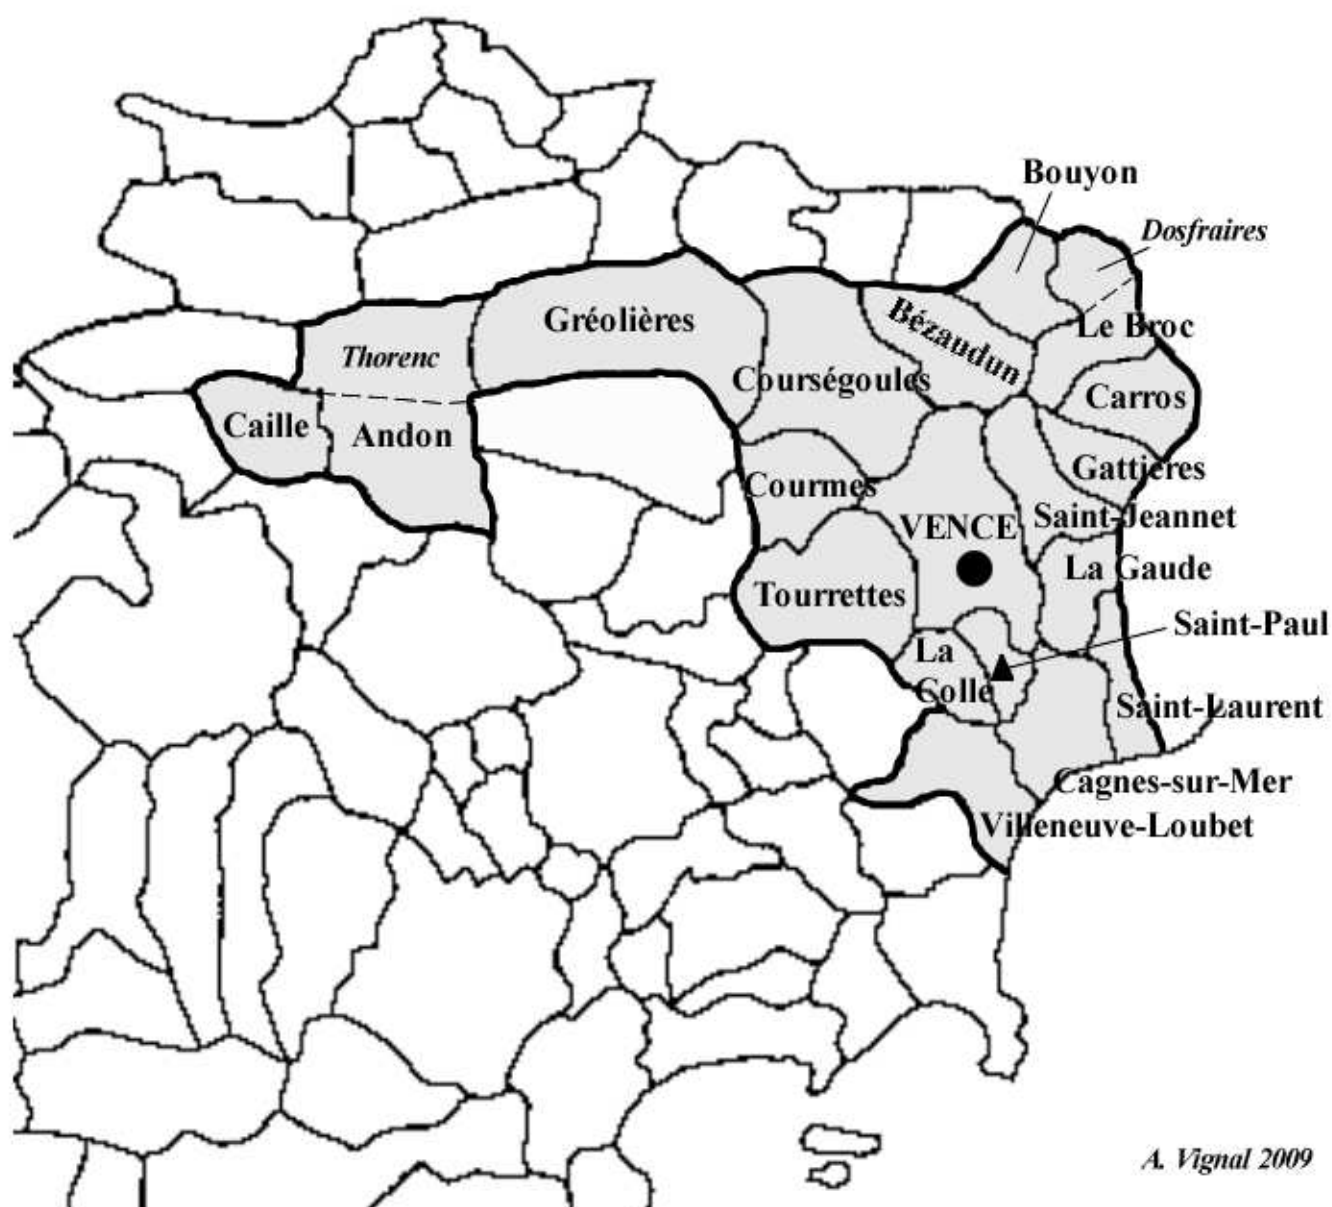 Bouyon
Dosfraires
Gréolières
Bézaudun
Le Broc
Thorenc
Courségoules
Carros
Caille
Andon
Gattières
Courmes
VENCE
Saint-Jeannet
La Gaude
Tourrettes
Saint-Paul
La
Colle
Saint-Laurent
Cagnes-sur-Mer
Villeneuve-Loubet
A. Vignal 2009